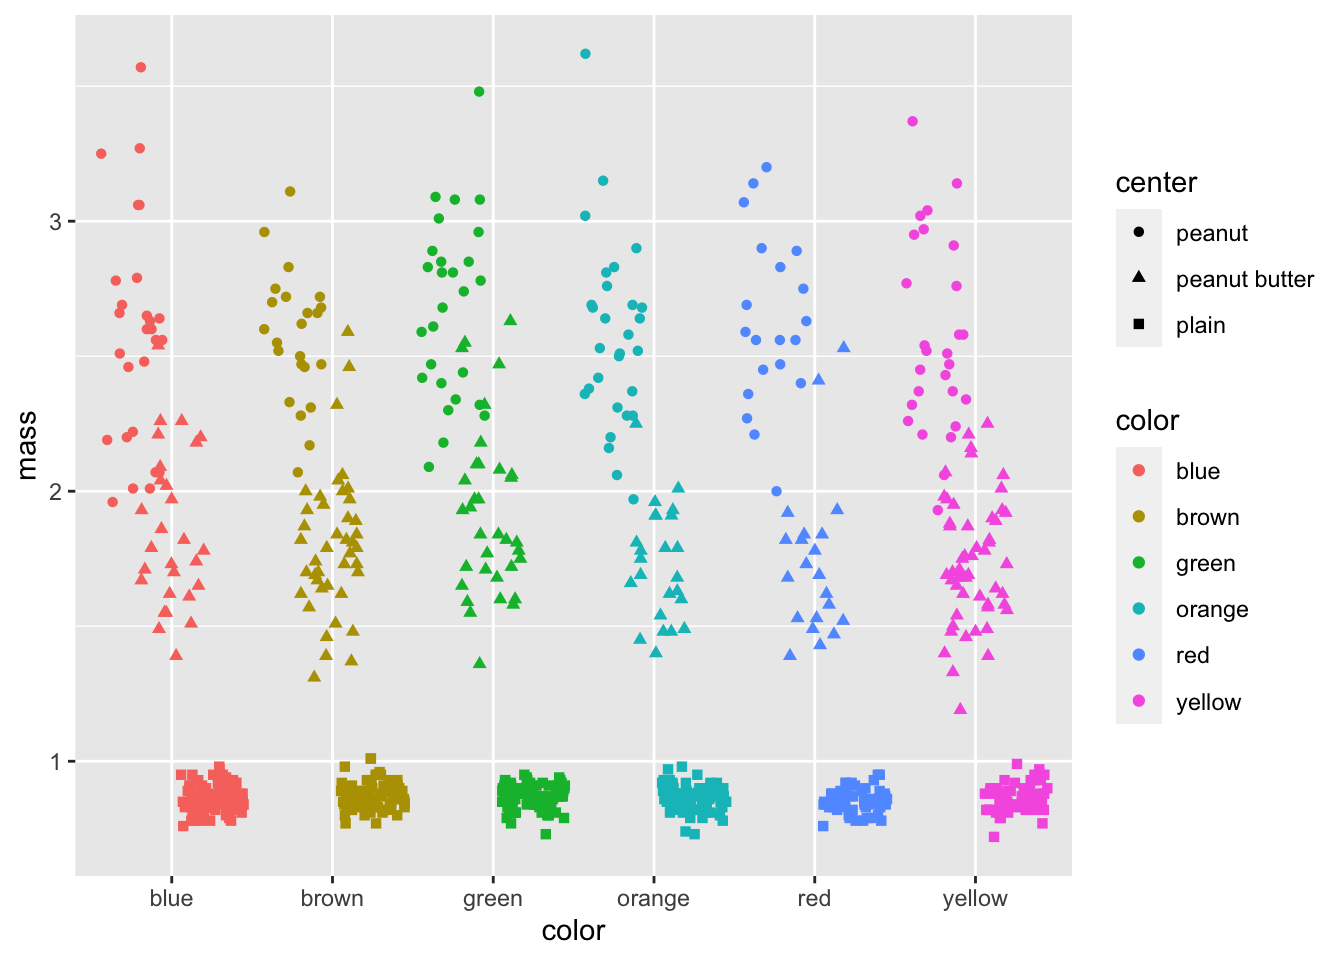 mass
3
2
1
blue brown green orange red yellow
color
center
peanut
peanut butter
plain
color
blue
brown
green
orange
red
yellow